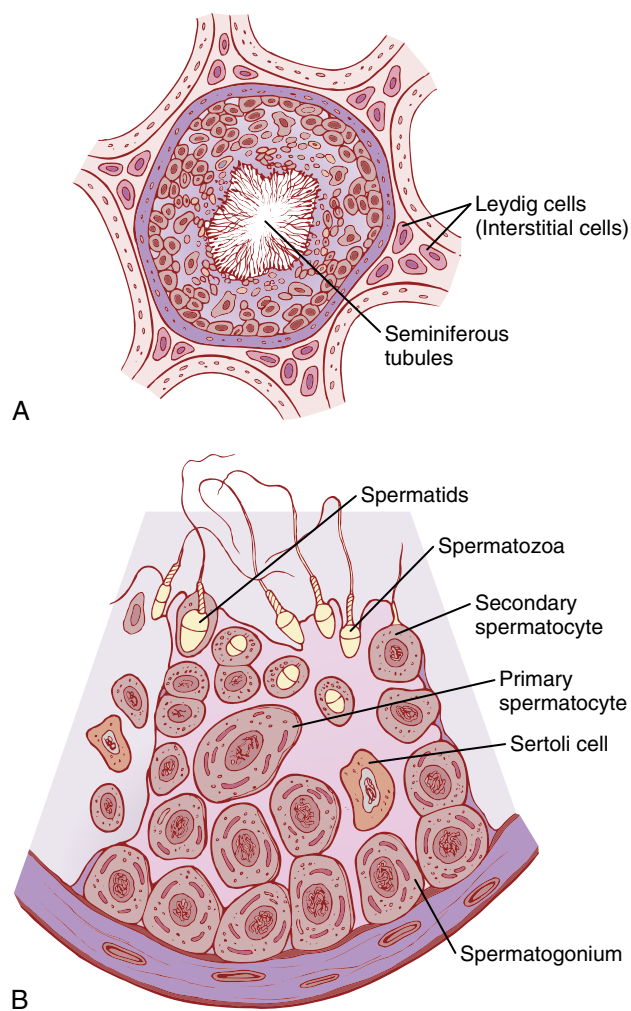 Leydig cells
(Interstitial cells)
Seminiferous
tubules
A
Spermatids
Spermatozoa
Secondary
spermatocyte
Primary
spermatocyte
Sertoli cell
Spermatogonium
B